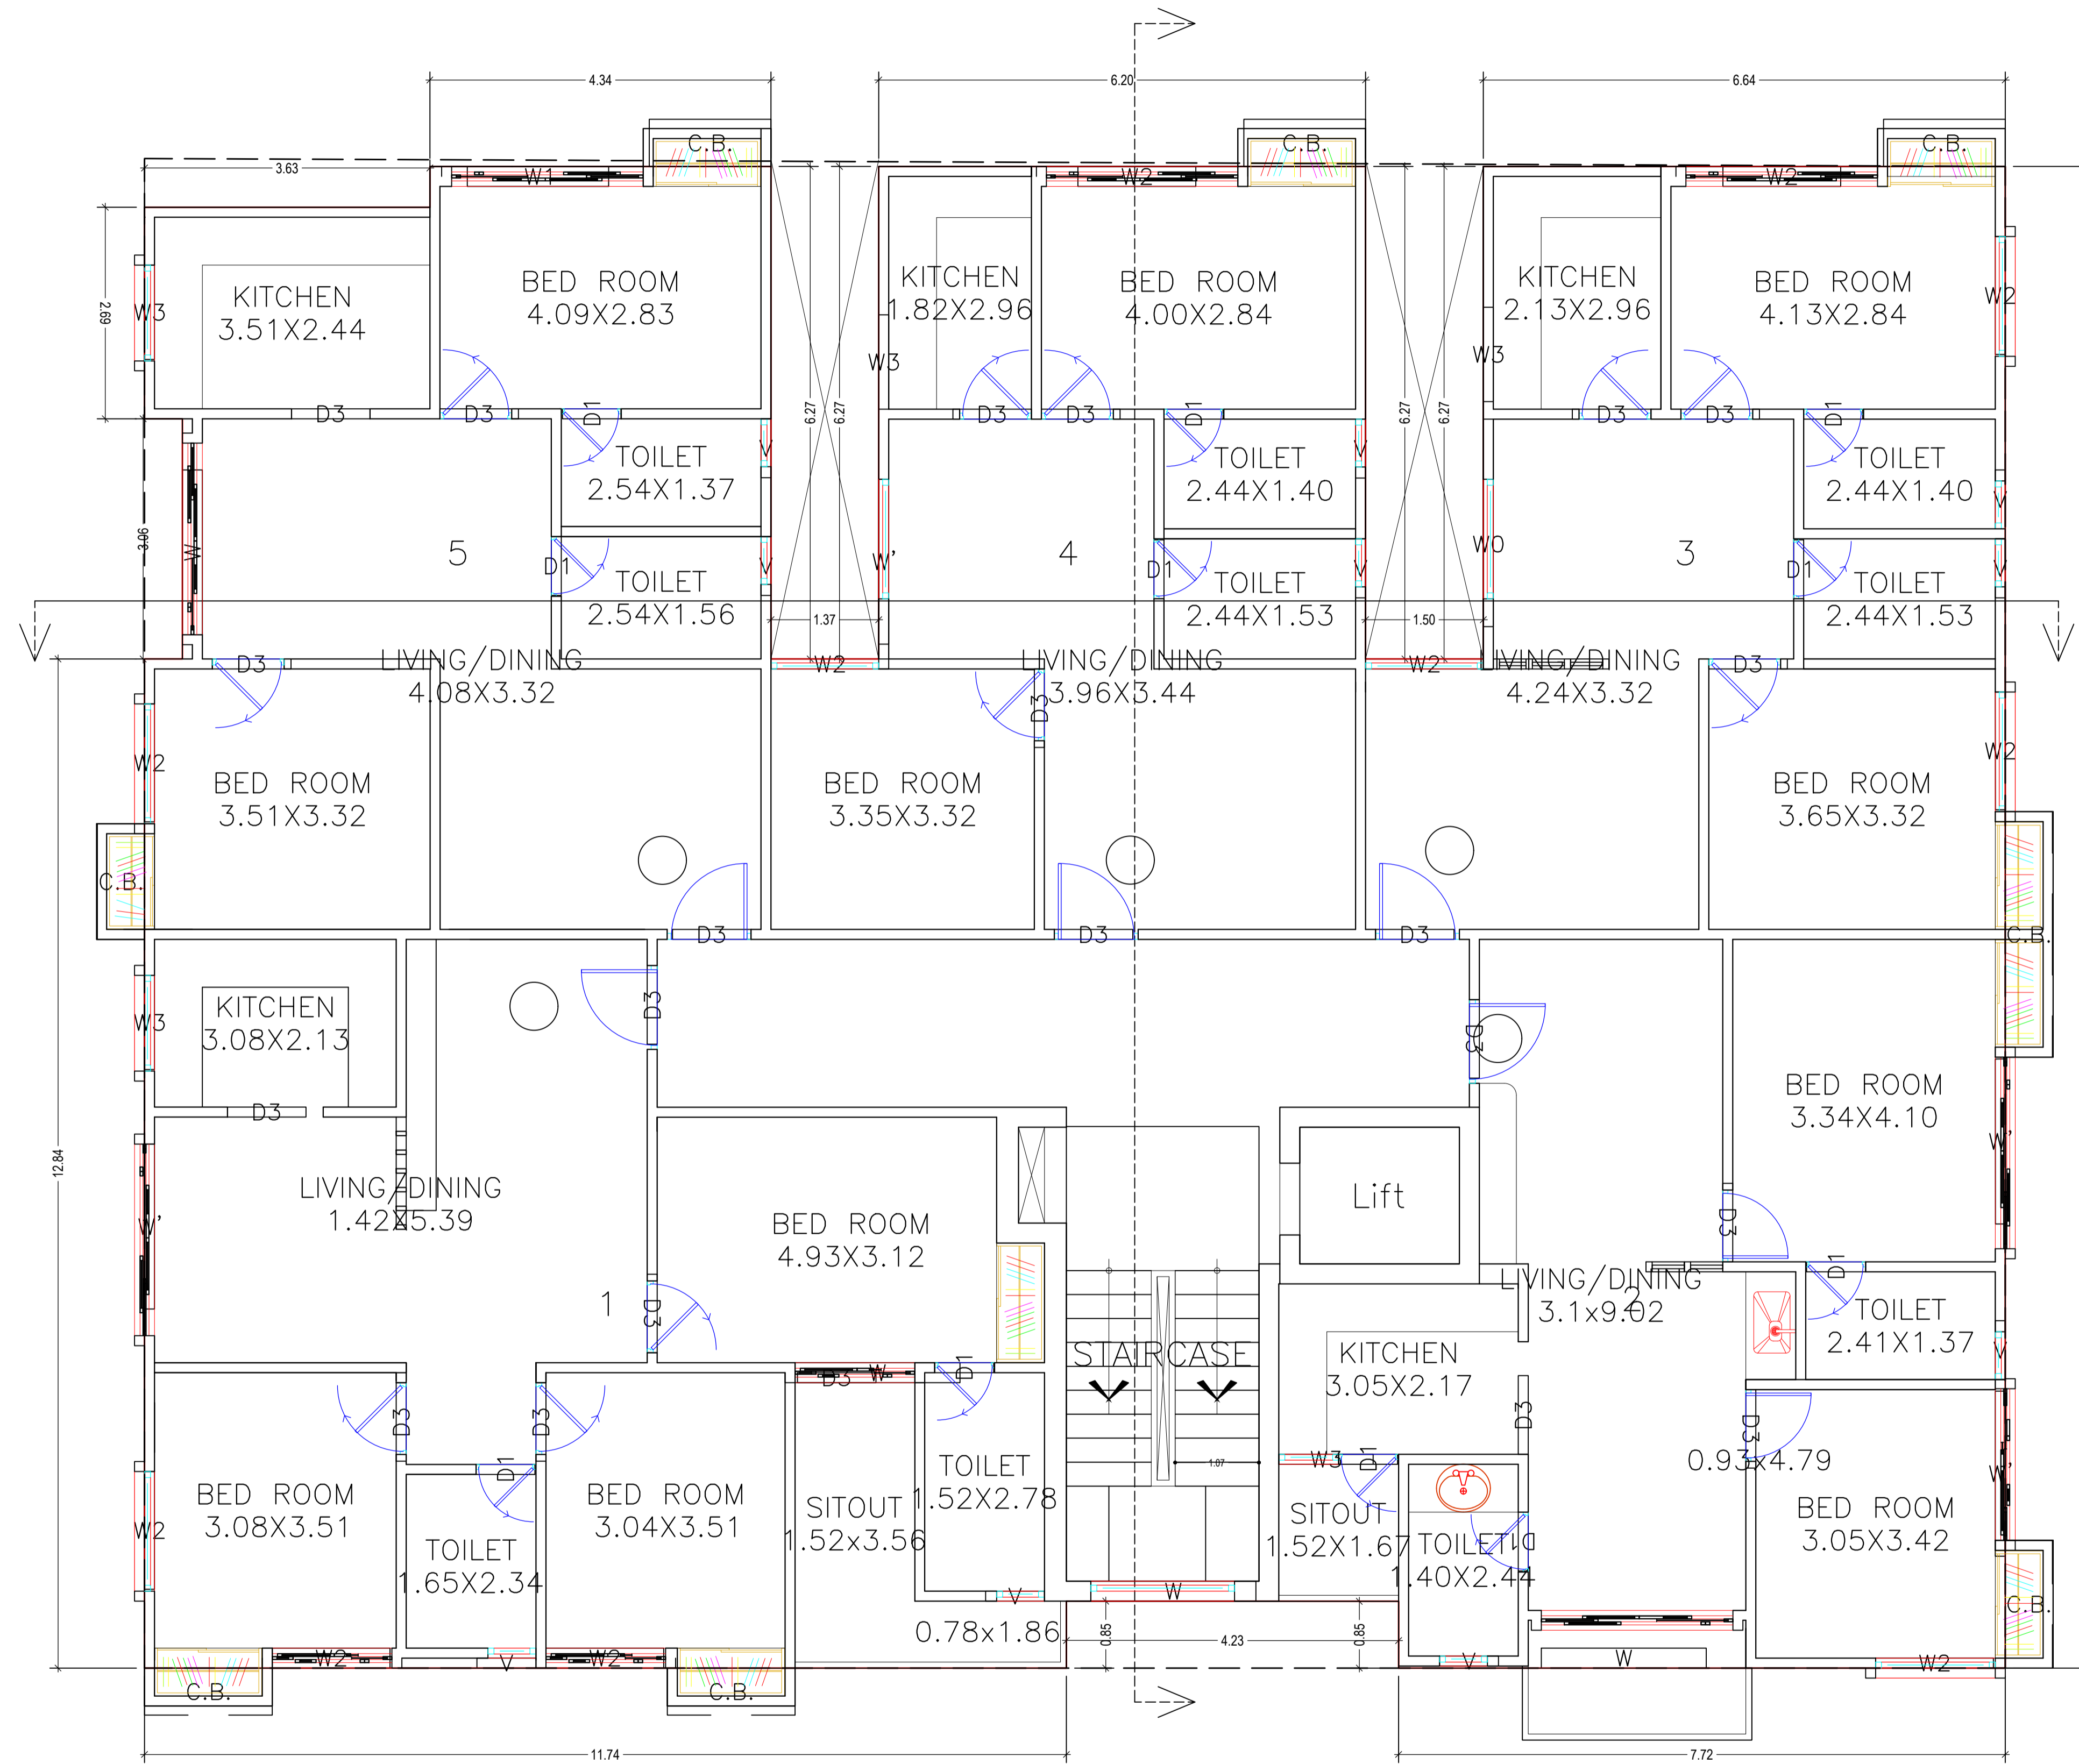 4.34
6.20
6.64
C.B.
C.B.
C.B.
3.63
W1
W2
W2
2.69
W3
KITCHEN
3.51X2.44
BED ROOM
4.09X2.83
KITCHEN
1.82X2.96
BED ROOM
4.00X2.84
KITCHEN
2.13X2.96
BED ROOM
4.13X2.84
W2
W3
W3
6.27
6.27
6.27
6.27
D3
D3
D1
D3
D3
D1
D3
D3
D1
TOILET
2.54X1.37
V
TOILET
2.44X1.40
V
TOILET
2.44X1.40
V
3.06
W
5
D1
TOILET
2.54X1.56
V
W'
4
D1
TOILET
2.44X1.53
V
W0
3
D1
TOILET
2.44X1.53
V
1.37
1.50
D3
LIVING/DINING
4.08X3.32
W2
LIVING/DINING
3.96X3.44
D3
W2
LIVING/DINING
4.24X3.32
D3
W2
BED ROOM
3.51X3.32
BED ROOM
3.35X3.32
BED ROOM
3.65X3.32
W2
C.B.
D3
D3
D3
C.B.
W3
KITCHEN
3.08X2.13
D3
D3
D3
BED ROOM
3.34X4.10
W'
12.84
W'
LIVING/DINING
1.42X5.39
BED ROOM
4.93X3.12
Lift
D3
1
D3
LIVING/DINING
3.1x9.02
2
D1
TOILET
2.41X1.37
V
STAIRCASE
KITCHEN
3.05X2.17
D3
W
D1
D3
D3
D3
D3
W3
D1
1.07
D1
0.93x4.79
W'
BED ROOM
3.08X3.51
W2
BED ROOM
3.04X3.51
SITOUT
1.52x3.56
TOILET
1.52X2.78
SITOUT
1.52X1.67
TOILET
1.40X2.44
D1
BED ROOM
3.05X3.42
TOILET
1.65X2.34
V
W
C.B.
0.78x1.86
0.85
4.23
0.85
W2
V
W2
V
W
W2
C.B.
C.B.
11.74
7.72